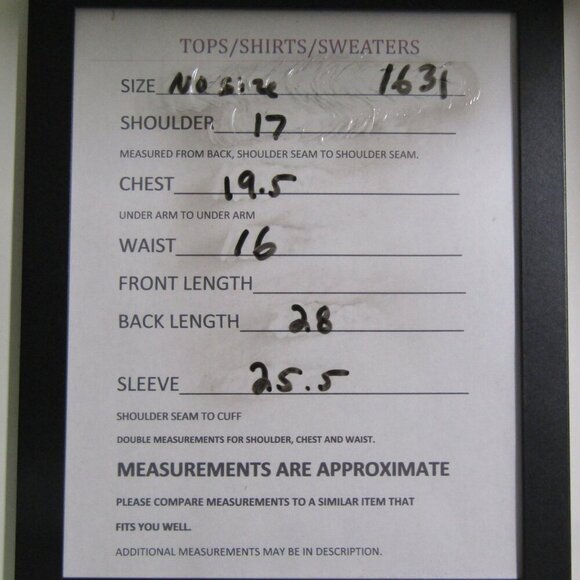 TOPS/SHIRTS/SWEATERS
SIZE No size 1631
SHOULDER 17
MEASURED FROM BACK, SHOULDER SEAM TO SHOULDER SEAM.
CHEST 19.5
UNDER ARM TO UNDER ARM
WAIST 16
FRONT LENGTH
BACK LENGTH 28
SLEEVE 25.5
SHOULDER SEAM TO CUFF
DOUBLE MEASUREMENTS FOR SHOULDER, CHEST AND WAIST.
MEASUREMENTS ARE APPROXIMATE
PLEASE COMPARE MEASUREMENTS TO A SIMILAR ITEM THAT
FITS YOU WELL.
ADDITIONAL MEASUREMENTS MAY BE IN DESCRIPTION.